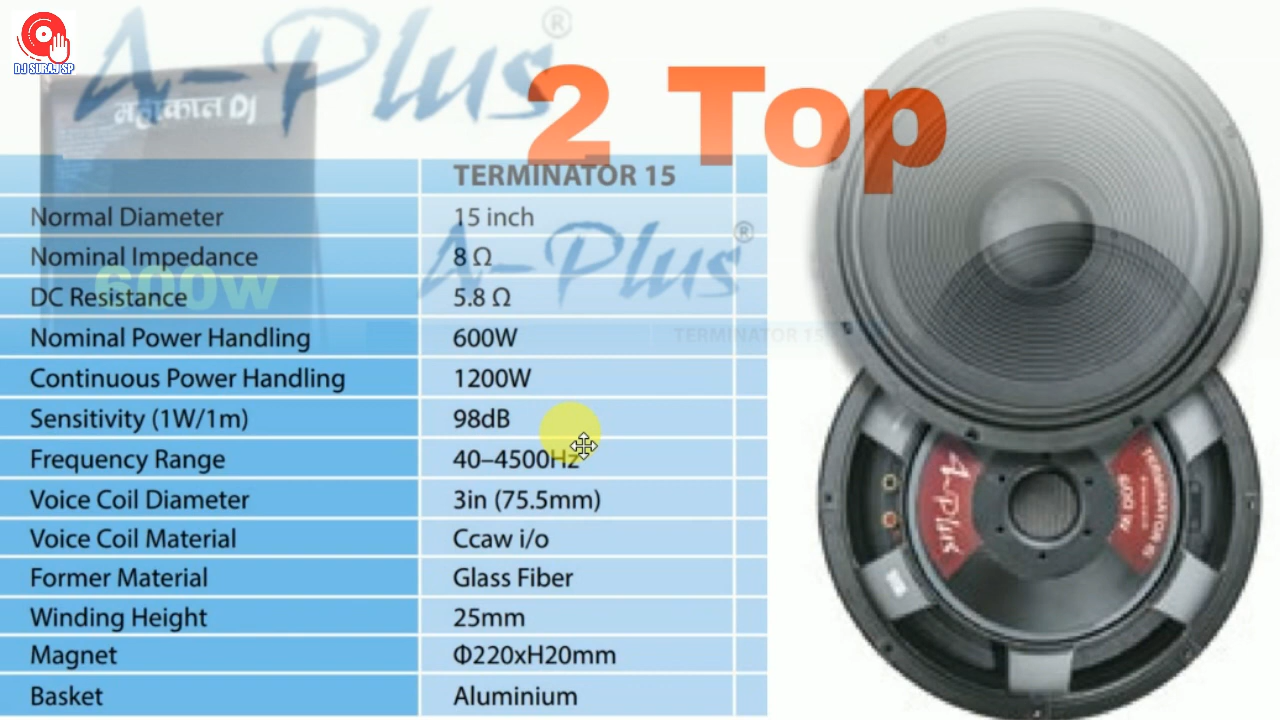 DJ SURAJ SP
A-Plus®
2 Top
महाकाल DJ
TERMINATOR 15
Normal Diameter 15 inch
A-Plus®
Nominal Impedance 8 Ω
600w
DC Resistance 5.8 Ω
Nominal Power Handling 600W
TERMINATOR 15
Continuous Power Handling 1200W
Sensitivity (1W/1m) 98dB
Frequency Range 40–4500Hz
Voice Coil Diameter 3in (75.5mm)
Voice Coil Material Ccaw i/o
Former Material Glass Fiber
Winding Height 25mm
Magnet Φ220xH20mm
Basket Aluminium
A-Plus
TERMINATOR 15
600 W